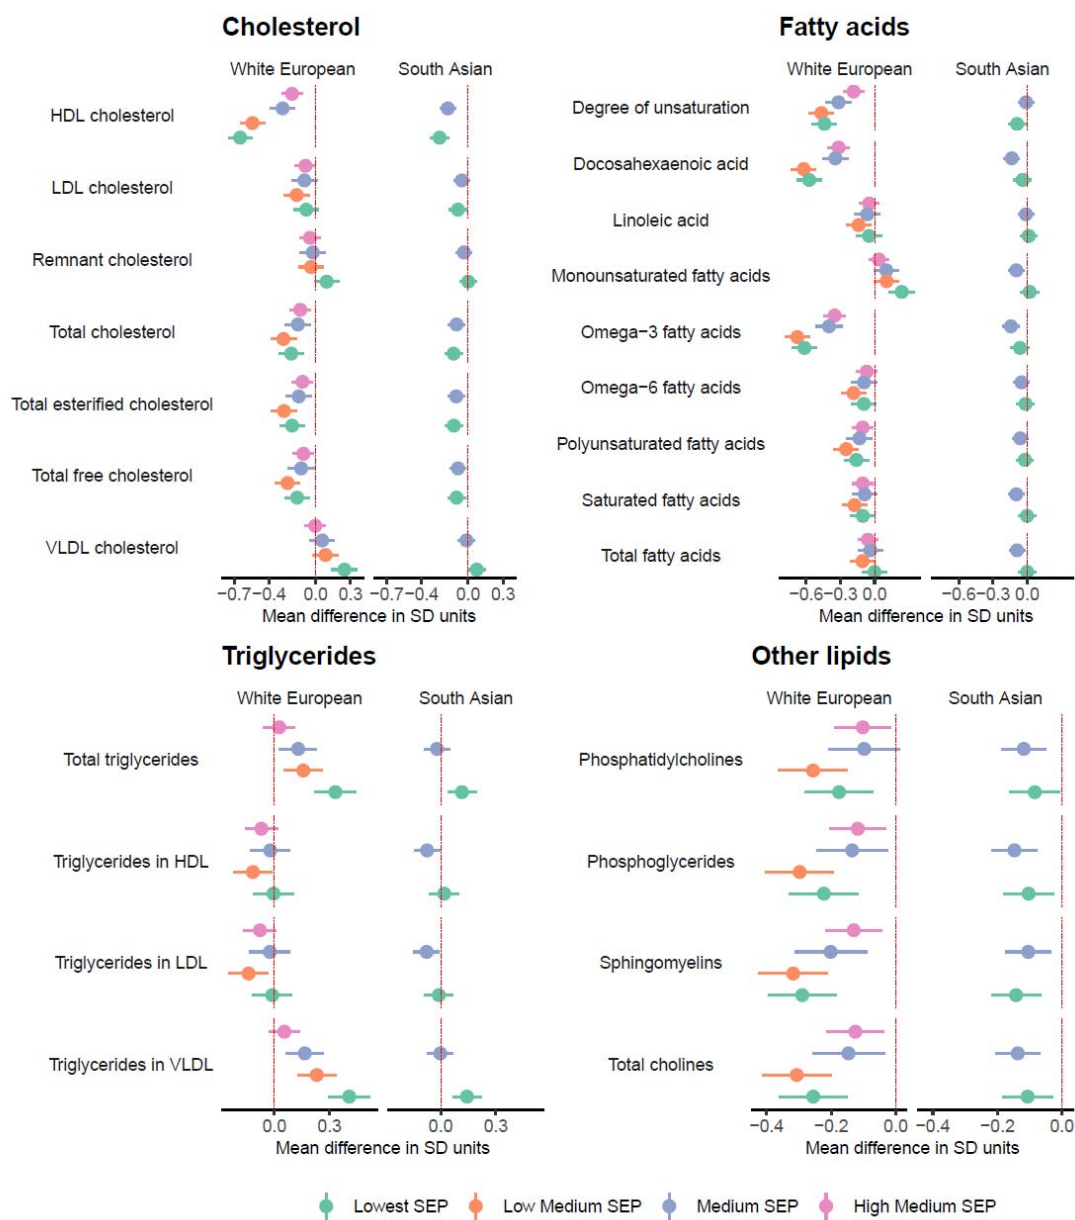 Cholesterol
White European South Asian
HDL cholesterol
LDL cholesterol
Remnant cholesterol
Total cholesterol
Total esterified cholesterol
Total free cholesterol
VLDL cholesterol
−0.7 −0.4 0.0 0.3 −0.7 −0.4 0.0 0.3
Mean difference in SD units
Fatty acids
White European South Asian
Degree of unsaturation
Docosahexaenoic acid
Linoleic acid
Monounsaturated fatty acids
Omega−3 fatty acids
Omega−6 fatty acids
Polyunsaturated fatty acids
Saturated fatty acids
Total fatty acids
−0.6 −0.3 0.0 −0.6 −0.3 0.0
Mean difference in SD units
Triglycerides
White European South Asian
Total triglycerides
Triglycerides in HDL
Triglycerides in LDL
Triglycerides in VLDL
0.0 0.3 0.0 0.3
Mean difference in SD units
Other lipids
White European South Asian
Phosphatidylcholines
Phosphoglycerides
Sphingomyelins
Total cholines
−0.4 −0.2 0.0 −0.4 −0.2 0.0
Mean difference in SD units
Lowest SEP Low Medium SEP Medium SEP High Medium SEP